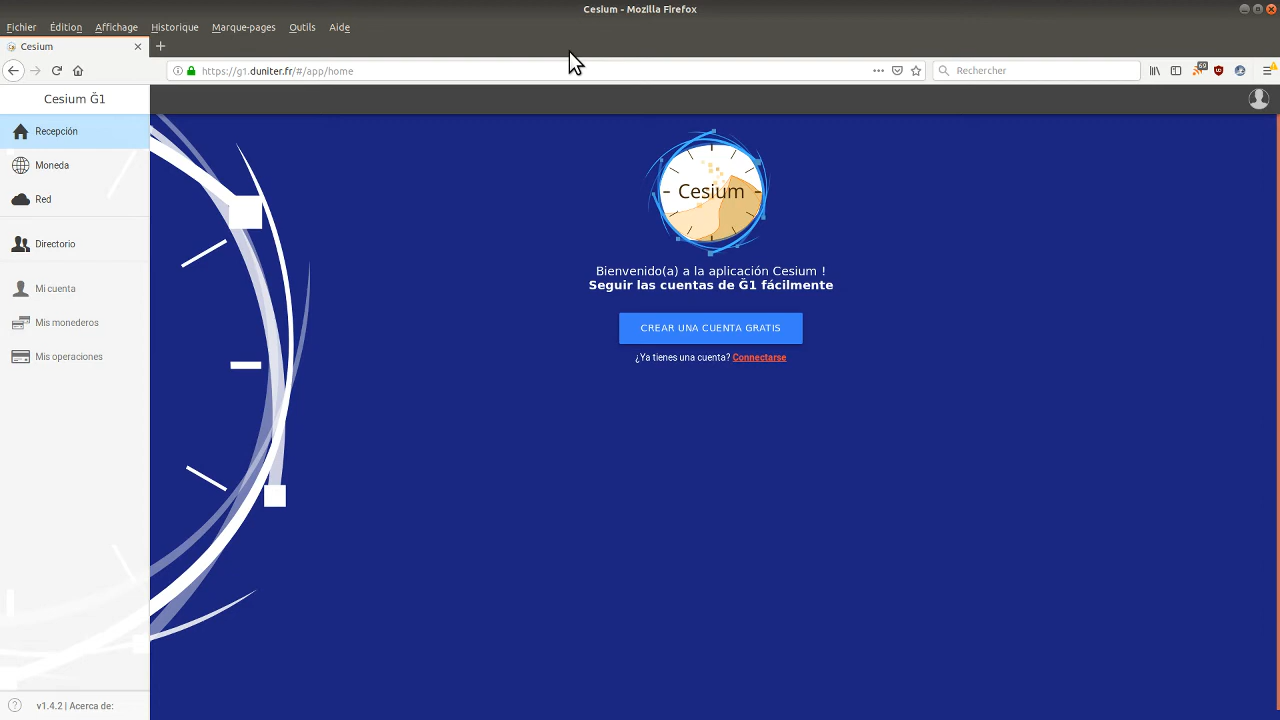 Cesium - Mozilla Firefox
Fichier Édition Affichage Historique Marque-pages Outils Aide
Cesium
https://g1.duniter.fr/#/app/home
Rechercher
69
Cesium Ğ1
Recepción
Moneda
Red
Directorio
Mi cuenta
Mis monederos
Mis operaciones
v1.4.2 | Acerca de:
Cesium
Bienvenido(a) a la aplicación Cesium !
Seguir las cuentas de Ğ1 fácilmente
CREAR UNA CUENTA GRATIS
¿Ya tienes una cuenta? Connectarse